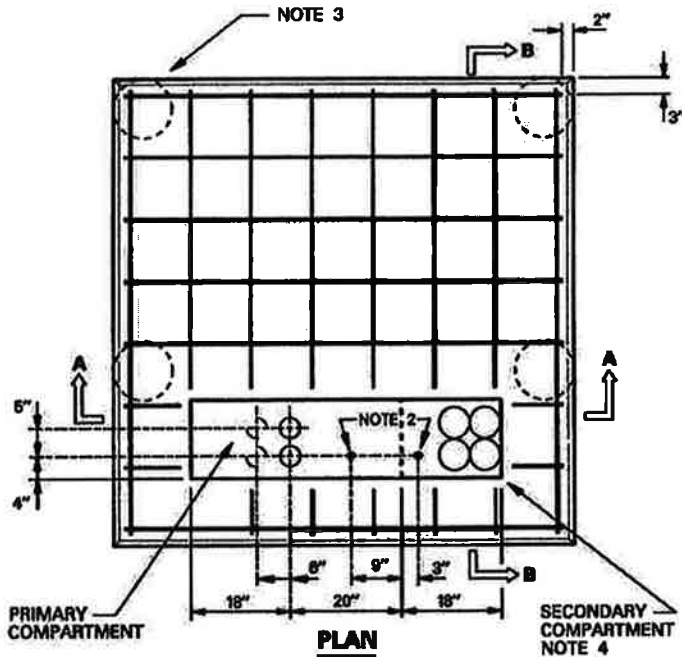 NOTE 3
B
2"
3"
A
A
5"
NOTE 2
4"
6"
9"
3"
B
18"
20"
18"
PRIMARY
COMPARTMENT
PLAN
SECONDARY
COMPARTMENT
NOTE 4